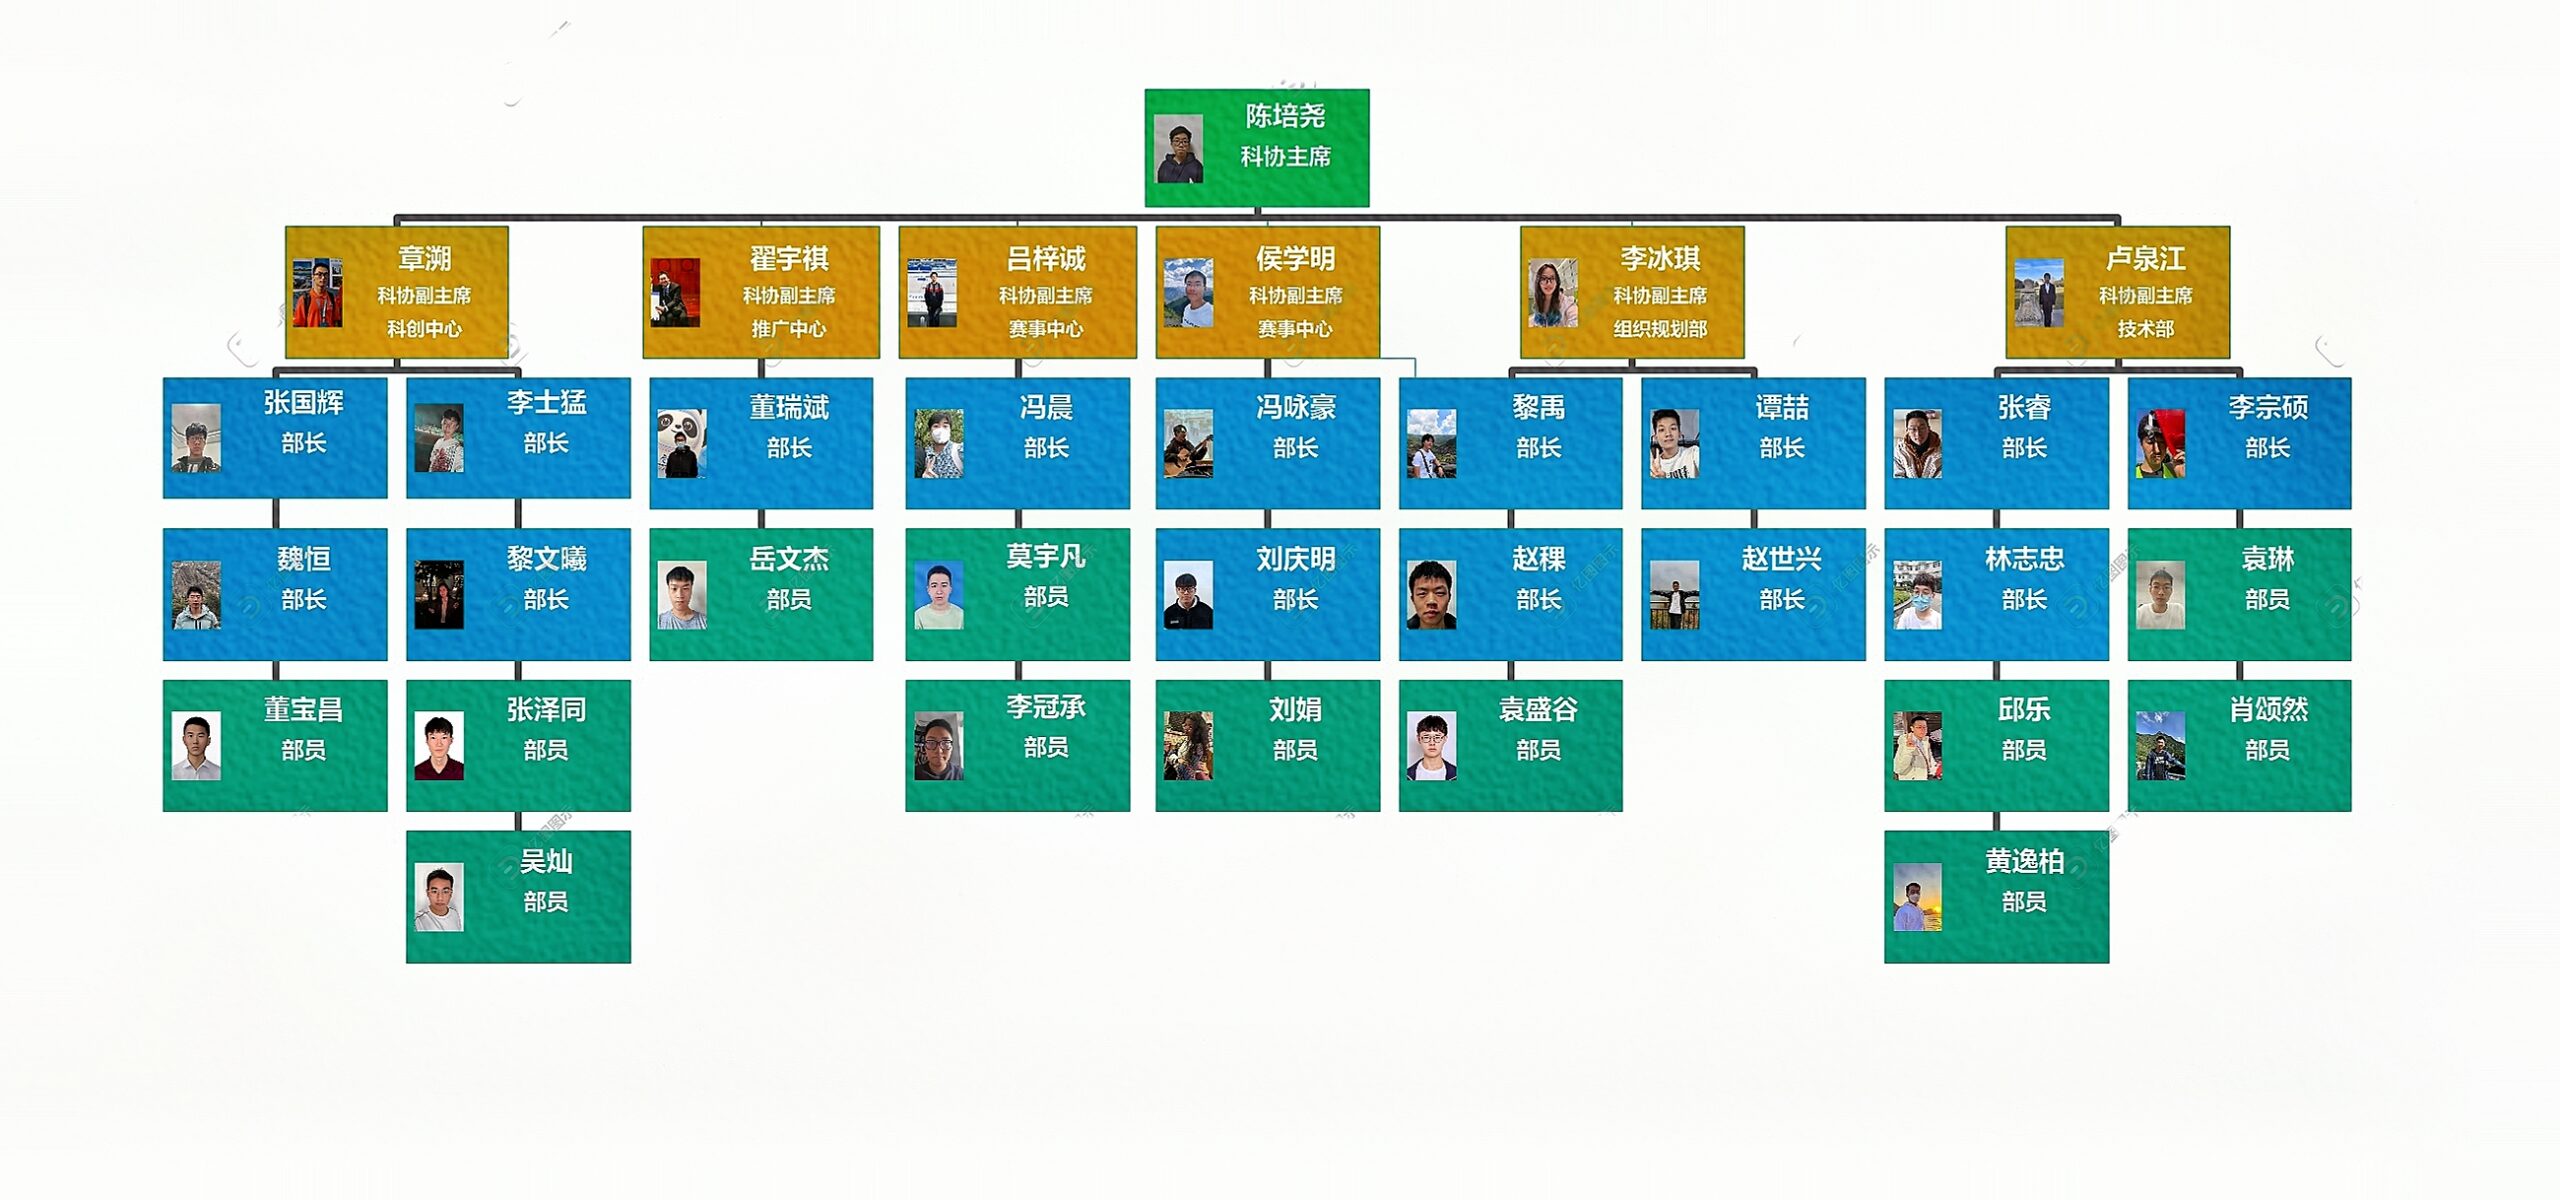 陈培尧
科协主席
章溯
科协副主席
科创中心
翟宇祺
科协副主席
推广中心
吕梓诚
科协副主席
赛事中心
侯学明
科协副主席
赛事中心
李冰琪
科协副主席
组织规划部
卢泉江
科协副主席
技术部
张国辉
部长
李士猛
部长
董瑞斌
部长
冯晨
部长
冯咏豪
部长
黎禹
部长
谭喆
部长
张睿
部长
李宗硕
部长
魏恒
部长
黎文曦
部长
岳文杰
部员
莫宇凡
部员
刘庆明
部长
赵稞
部长
赵世兴
部长
林志忠
部长
袁琳
部员
董宝昌
部员
张泽同
部员
李冠承
部员
刘娟
部员
袁盛谷
部员
邱乐
部员
肖颂然
部员
吴灿
部员
黄逸柏
部员